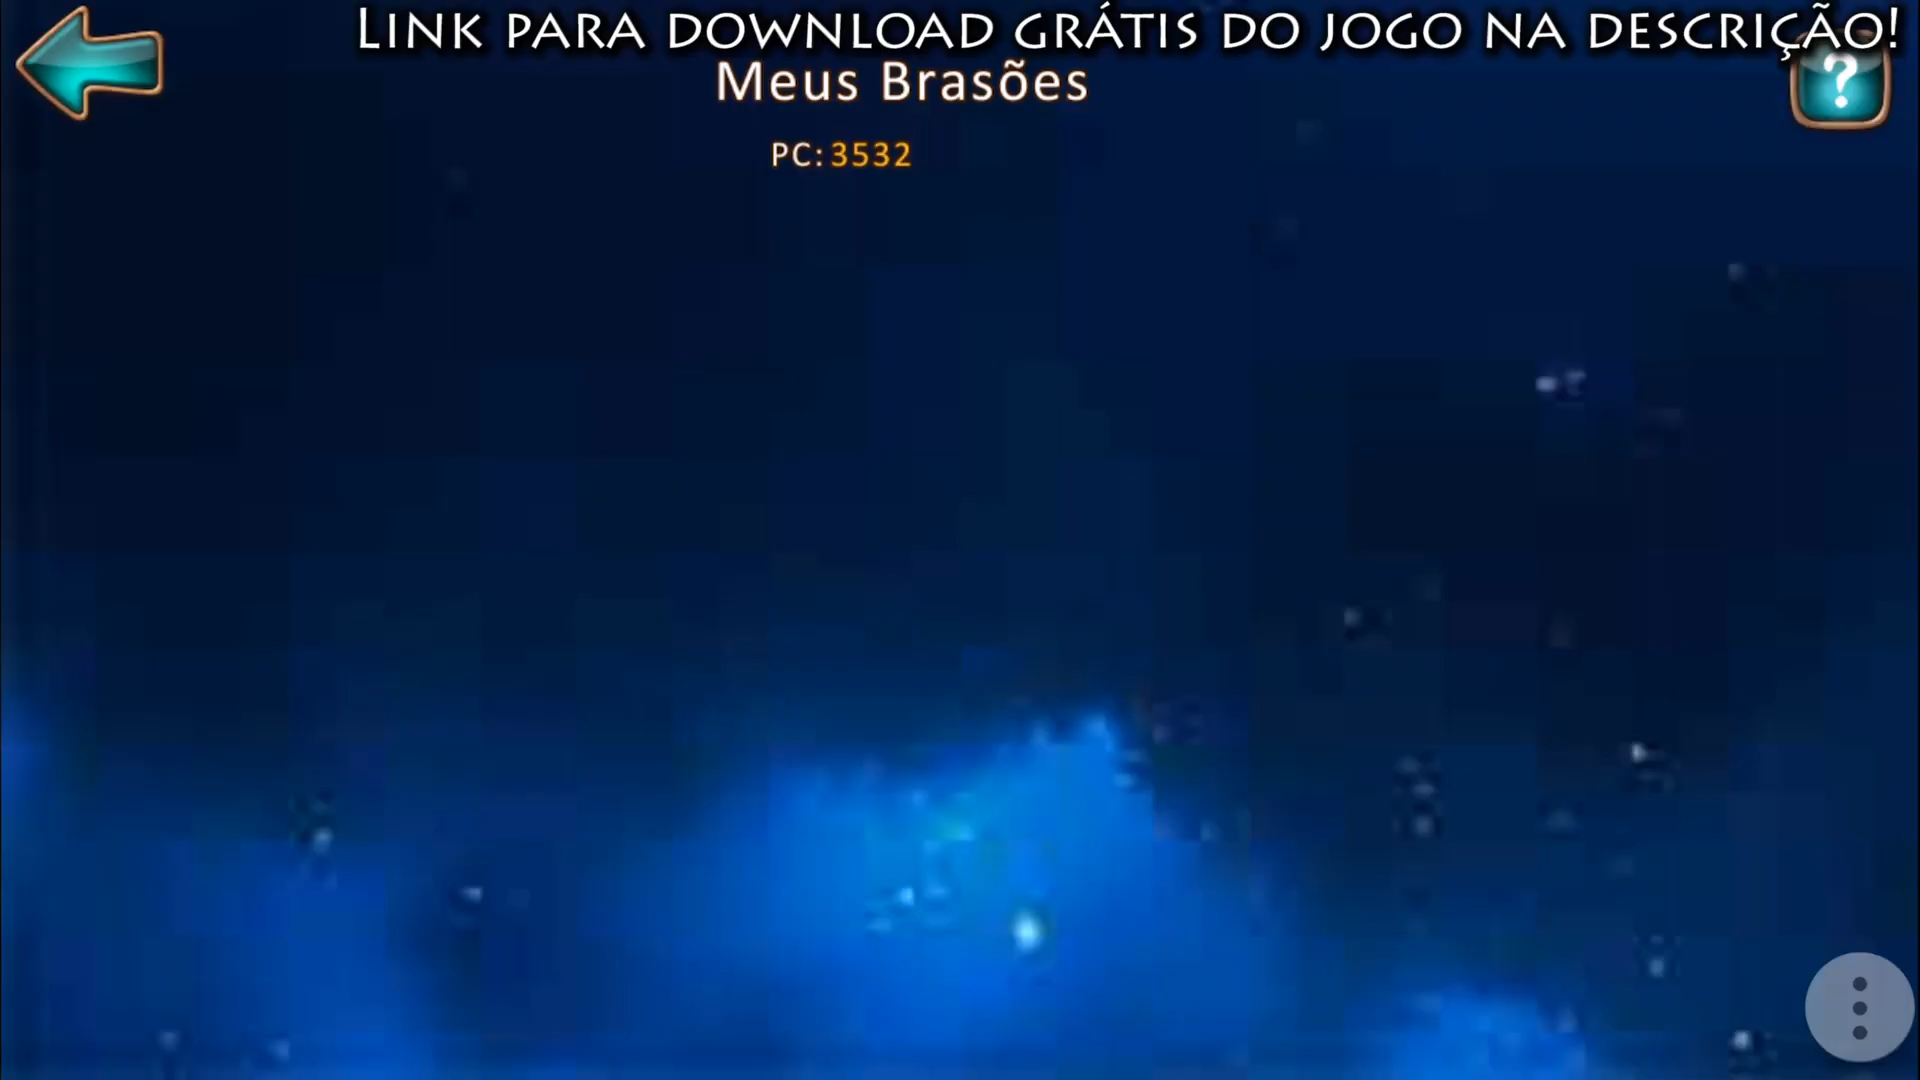 LINK PARA DOWNLOAD GRÁTIS DO JOGO NA DESCRIÇÃO!
Meus Brasões
?
PC:3532